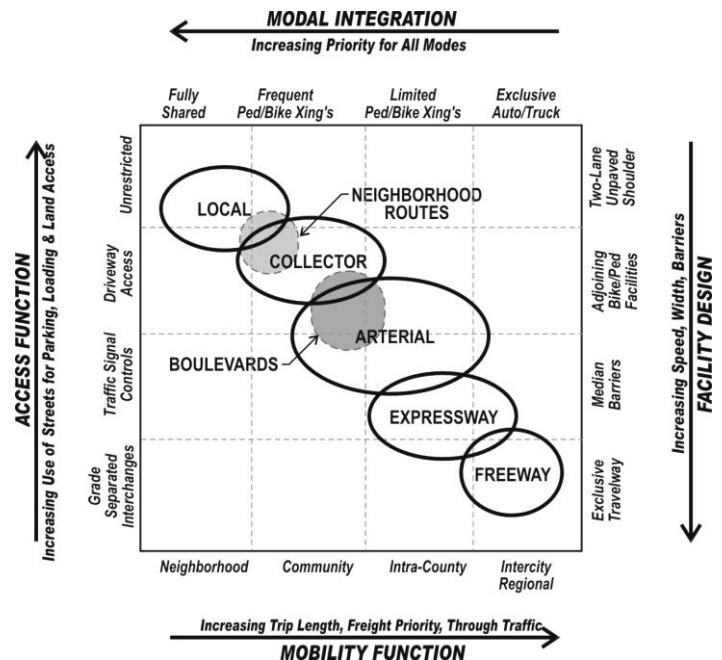 MODAL INTEGRATION
Increasing Priority for All Modes
Fully
Shared
Frequent
Ped/Bike Xing's
Limited
Ped/Bike Xing's
Exclusive
Auto/Truck
ACCESS FUNCTION
Increasing Use of Streets for Parking, Loading & Land Access
Unrestricted
Driveway
Access
Traffic Signal
Controls
Grade
Separated
Interchanges
LOCAL
NEIGHBORHOOD
ROUTES
COLLECTOR
BOULEVARDS
ARTERIAL
EXPRESSWAY
FREEWAY
Two-Lane
Unpaved
Shoulder
Adjoining
Bike/Ped
Facilities
Median
Barriers
Exclusive
Travelway
Increasing Speed, Width, Barriers
FACILITY DESIGN
Neighborhood
Community
Intra-County
Intercity
Regional
Increasing Trip Length, Freight Priority, Through Traffic
MOBILITY FUNCTION